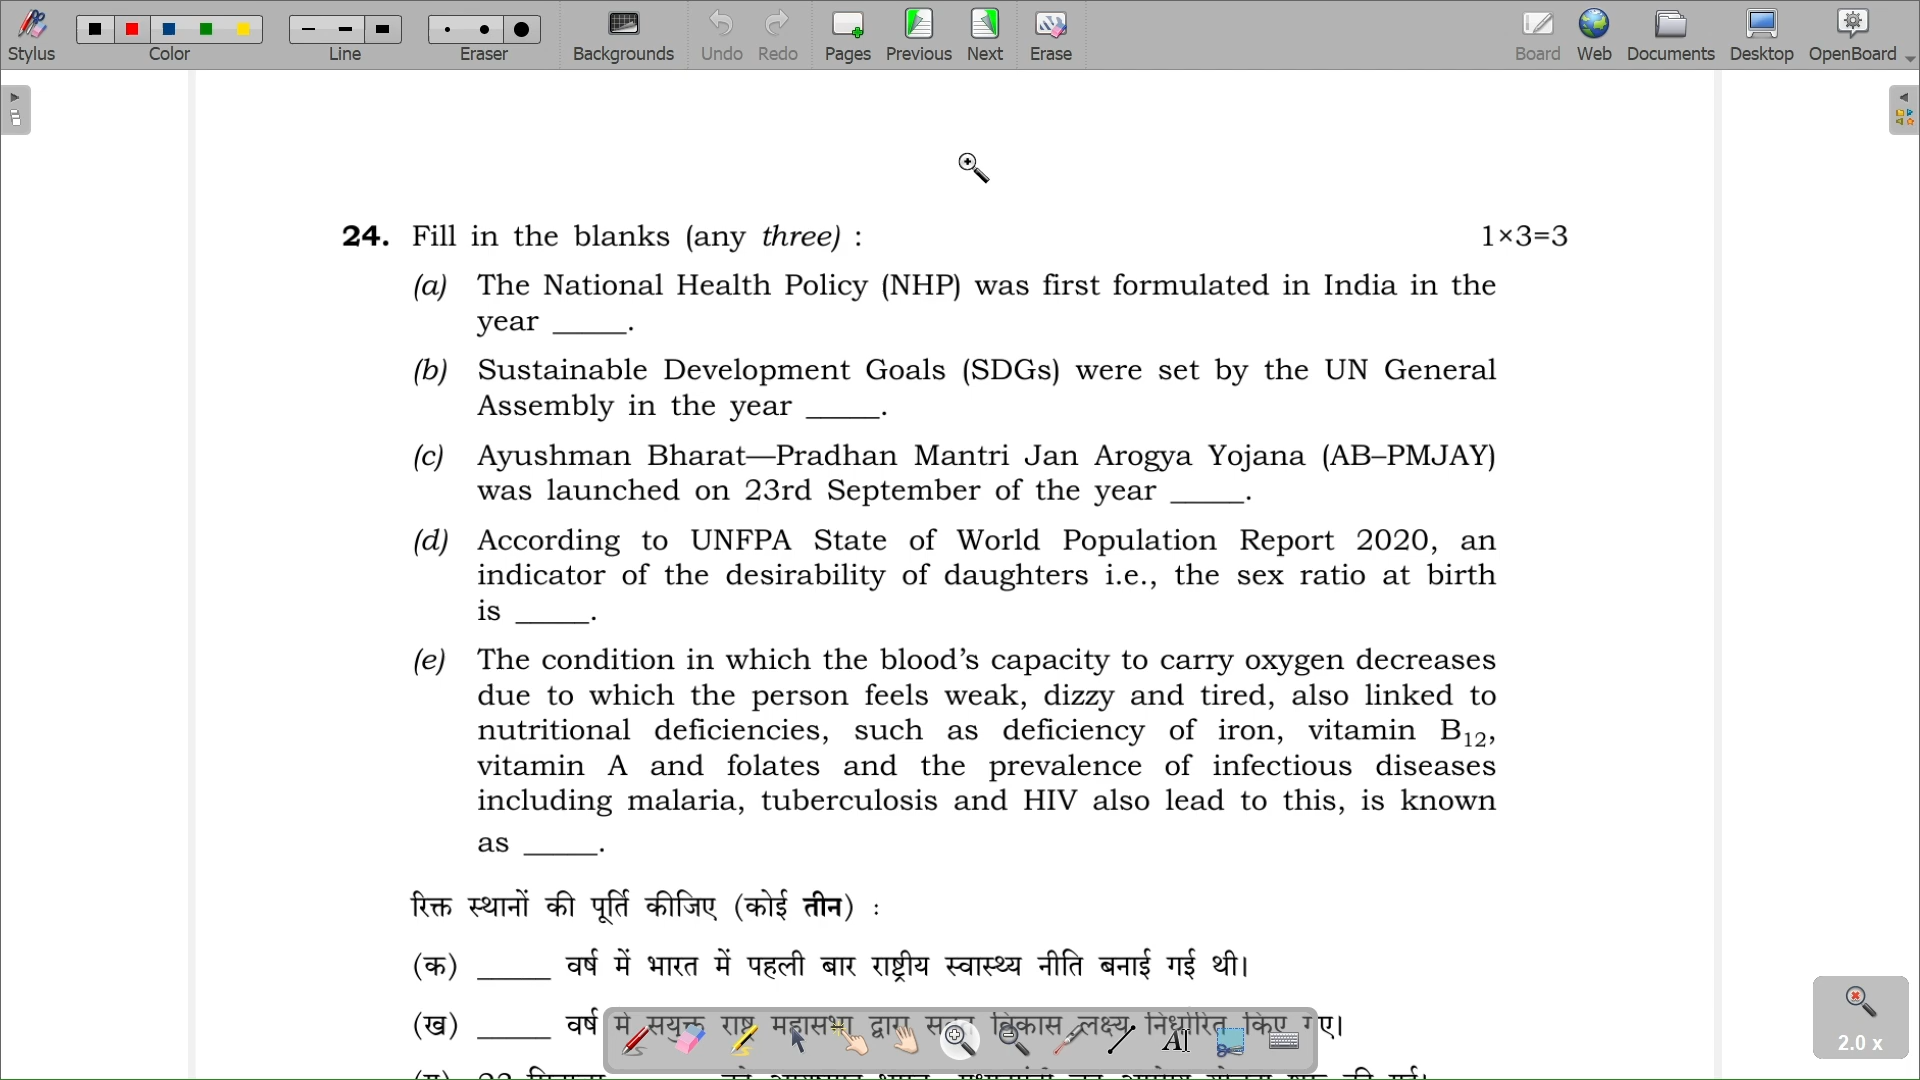 Stylus Color Line Eraser Backgrounds Undo Redo Pages Previous Next Erase Board Web Documents Desktop OpenBoard
24. Fill in the blanks (any three) : 1×3=3
(a) The National Health Policy (NHP) was first formulated in India in the
year _____.
(b) Sustainable Development Goals (SDGs) were set by the UN General
Assembly in the year _____.
(c) Ayushman Bharat—Pradhan Mantri Jan Arogya Yojana (AB–PMJAY)
was launched on 23rd September of the year _____.
(d) According to UNFPA State of World Population Report 2020, an
indicator of the desirability of daughters i.e., the sex ratio at birth
is _____.
(e) The condition in which the blood's capacity to carry oxygen decreases
due to which the person feels weak, dizzy and tired, also linked to
nutritional deficiencies, such as deficiency of iron, vitamin B12,
vitamin A and folates and the prevalence of infectious diseases
including malaria, tuberculosis and HIV also lead to this, is known
as _____.
रिक्त स्थानों की पूर्ति कीजिए (कोई तीन) :
(क) _____ वर्ष में भारत में पहली बार राष्ट्रीय स्वास्थ्य नीति बनाई गई थी।
(ख) _____ वर्ष में संयुक्त राष्ट्र महासभा द्वारा सतत विकास लक्ष्य निर्धारित किए गए।
2.0 x